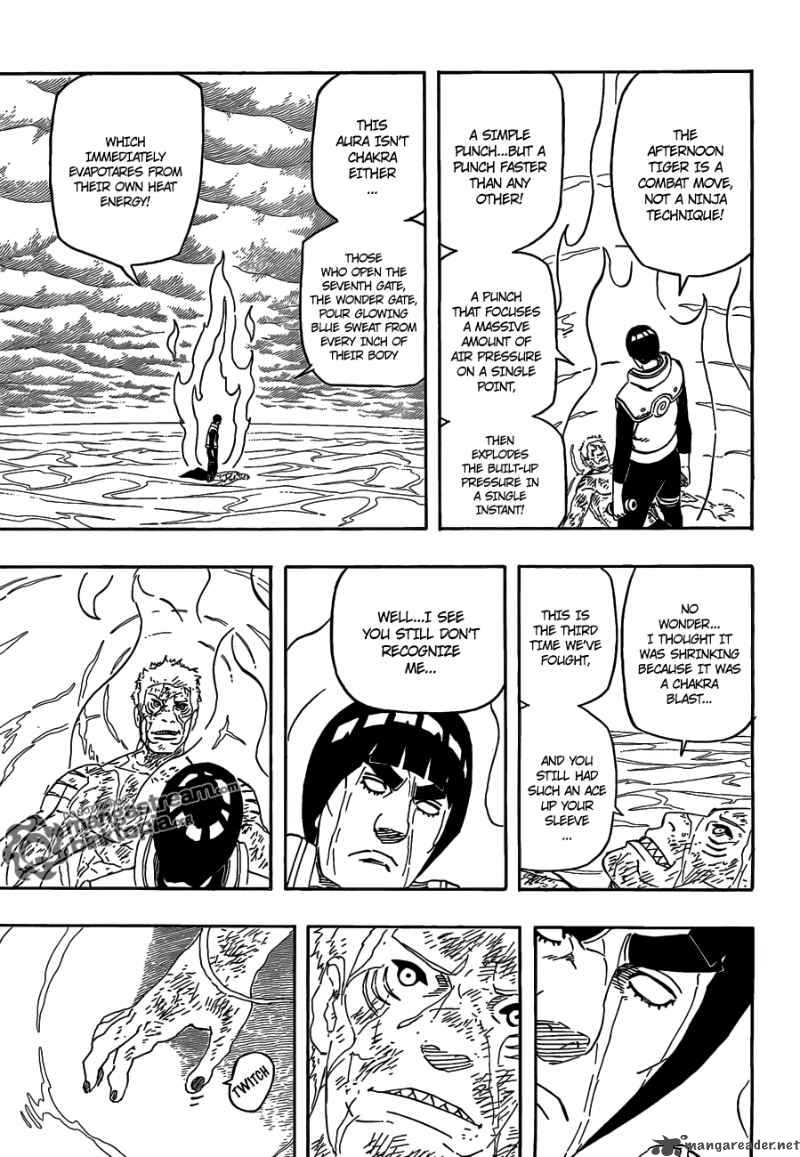 THE
AFTERNOON
TIGER IS A
COMBAT MOVE,
NOT A NINJA
TECHNIQUE!
A SIMPLE
PUNCH...BUT A
PUNCH FASTER
THAN ANY
OTHER!
A PUNCH
THAT FOCUSES
A MASSIVE
AMOUNT OF
AIR PRESSURE
ON A SINGLE
POINT,
THEN
EXPLODES
THE BUILT-UP
PRESSURE IN
A SINGLE
INSTANT!
THIS
AURA ISN'T
CHAKRA
EITHER
...
THOSE
WHO OPEN THE
SEVENTH GATE,
THE WONDER GATE,
POUR GLOWING
BLUE SWEAT FROM
EVERY INCH OF
THEIR BODY
WHICH
IMMEDIATELY
EVAPOTARES FROM
THEIR OWN HEAT
ENERGY!
NO
WONDER...
I THOUGHT IT
WAS SHRINKING
BECAUSE IT WAS
A CHAKRA
BLAST...
THIS IS
THE THIRD
TIME WE'VE
FOUGHT,
AND YOU
STILL HAD
SUCH AN ACE
UP YOUR
SLEEVE
...
WELL...I SEE
YOU STILL DON'T
RECOGNIZE
ME...
mangastream.com
TWITCH
mangareader.net